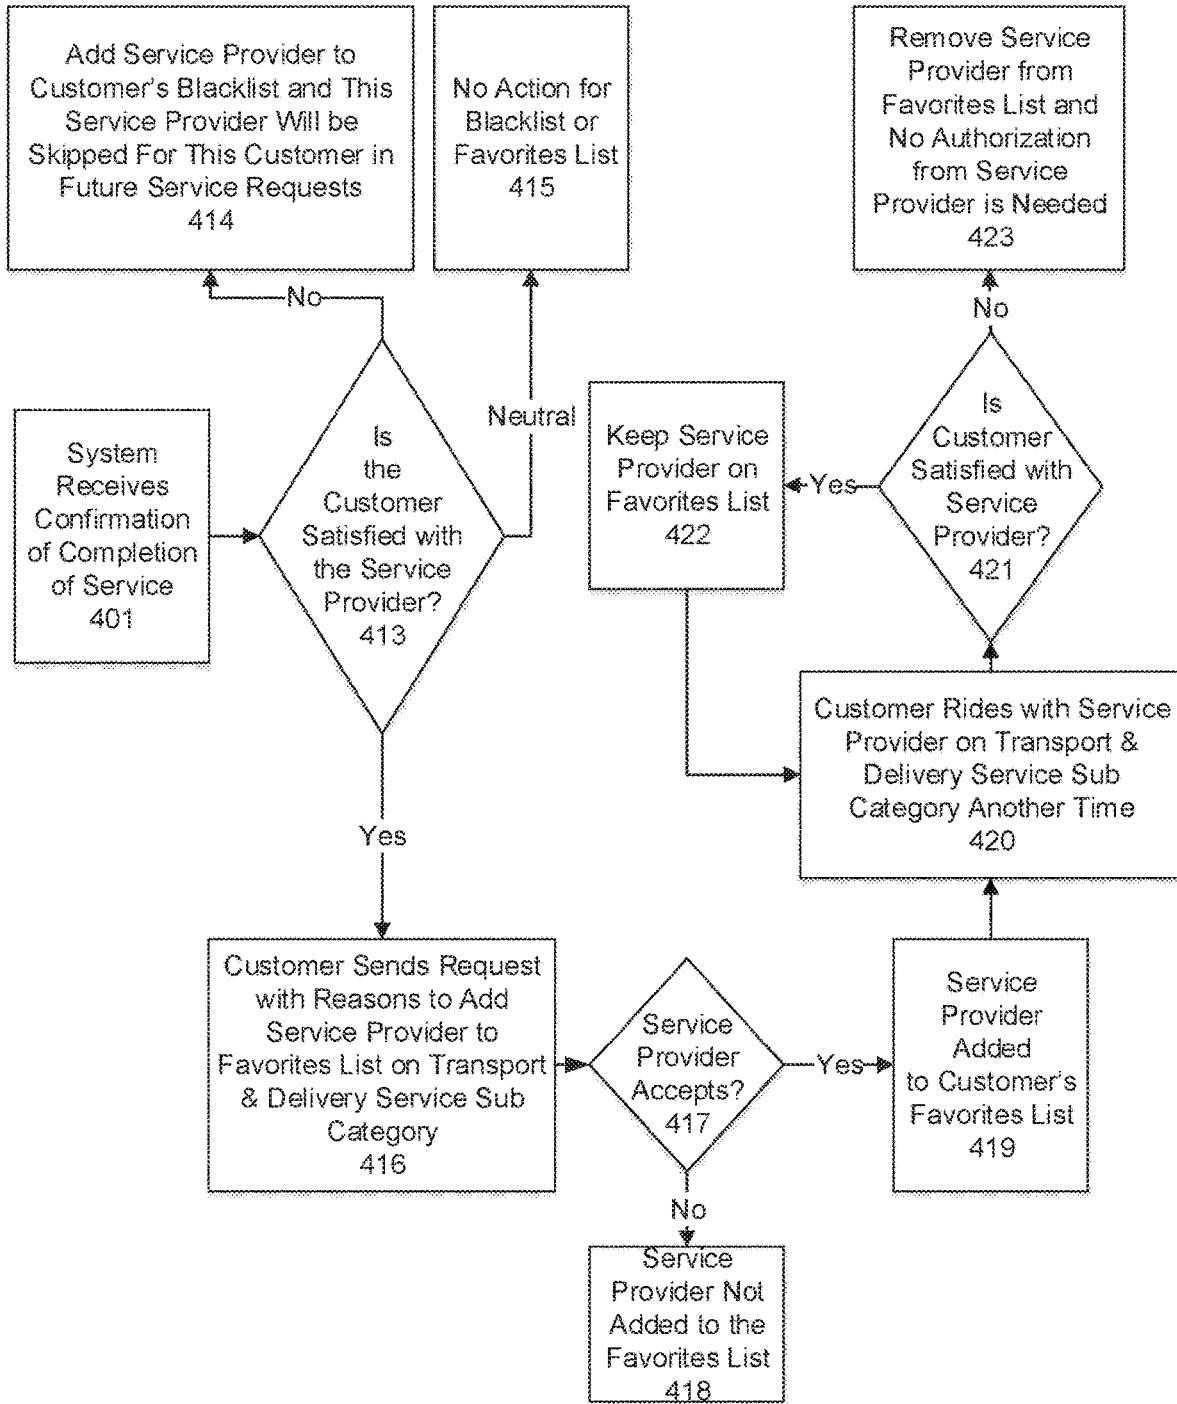 Add Service Provider to
Customer's Blacklist and This
Service Provider Will be
Skipped For This Customer in
Future Service Requests
414
No Action for
Blacklist or
Favorites List
415
Remove Service
Provider from
Favorites List and
No Authorization
from Service
Provider is Needed
423
No
Neutral
No
System
Receives
Confirmation
of Completion
of Service
401
Is
the
Customer
Satisfied with
the Service
Provider?
413
Keep Service
Provider on
Favorites List
422
Yes
Is
Customer
Satisfied with
Service
Provider?
421
Customer Rides with Service
Provider on Transport &
Delivery Service Sub
Category Another Time
420
Yes
Customer Sends Request
with Reasons to Add
Service Provider to
Favorites List on Transport
& Delivery Service Sub
Category
416
Service
Provider
Accepts?
417
Yes
Service
Provider
Added
to Customer's
Favorites List
419
No
Service
Provider Not
Added to the
Favorites List
418